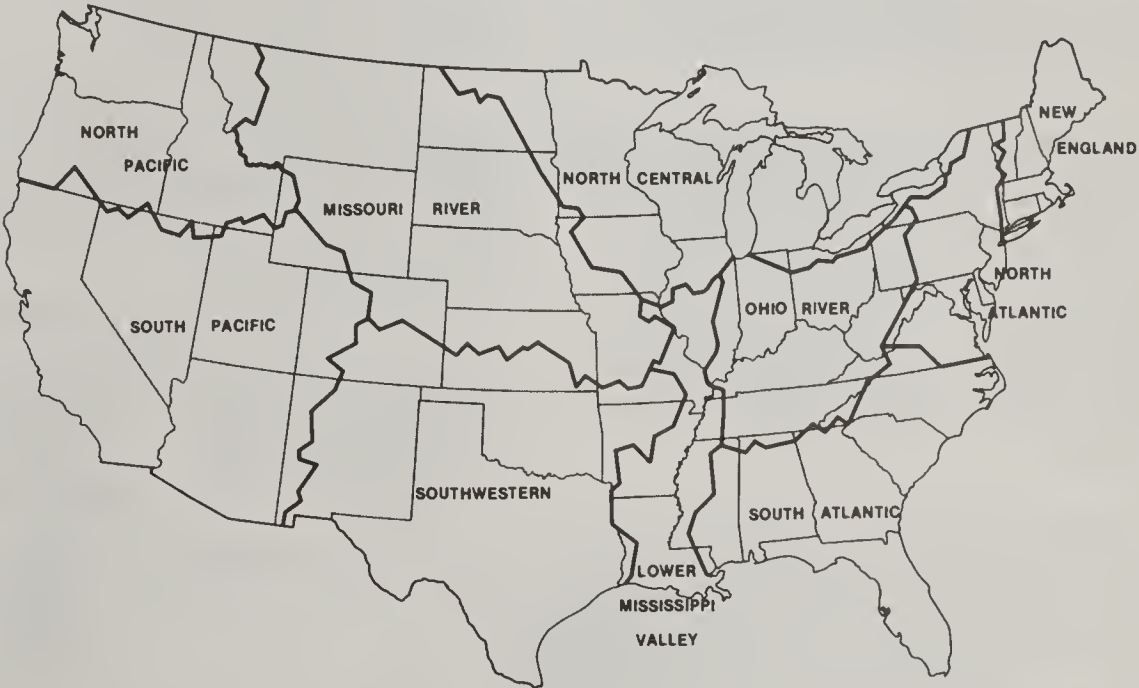 NORTH
PACIFIC
MISSOURI RIVER
NORTH CENTRAL
NEW
ENGLAND
SOUTH PACIFIC
OHIO RIVER
NORTH
ATLANTIC
SOUTHWESTERN
SOUTH ATLANTIC
LOWER
MISSISSIPPI
VALLEY